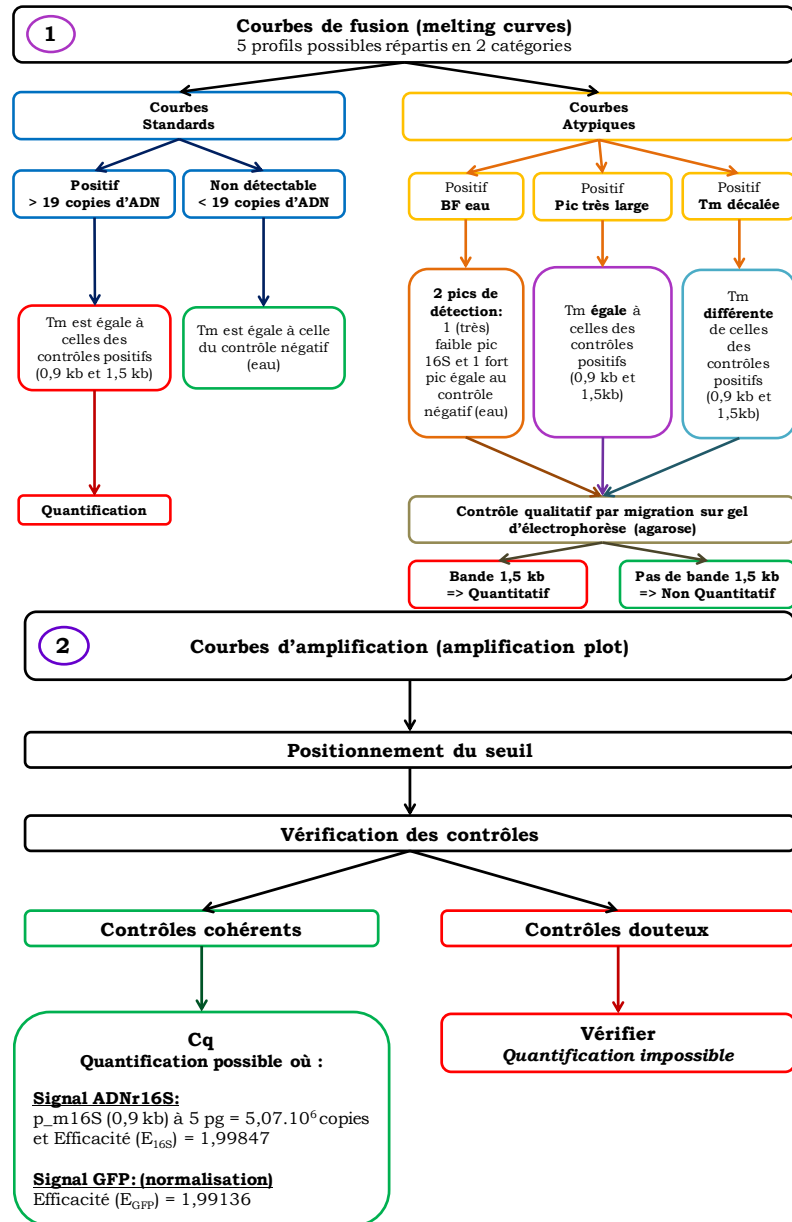 1
Courbes de fusion (melting curves)
5 profils possibles répartis en 2 catégories
Courbes
Standards
Courbes
Atypiques
Positif
> 19 copies d’ADN
Non détectable
< 19 copies d’ADN
Positif
BF eau
Positif
Pic très large
Positif
Tm décalée
Tm est égale à
celles des
contrôles positifs
(0,9 kb et 1,5 kb)
Tm est égale à celle
du contrôle négatif
(eau)
2 pics de
détection:
1 (très)
faible pic
16S et 1 fort
pic égale au
contrôle
négatif (eau)
Tm égale à
celles des
contrôles
positifs
(0,9 kb et
1,5kb)
Tm
différente
de celles
des
contrôles
positifs
(0,9 kb et
1,5kb)
Quantification
Contrôle qualitatif par migration sur gel
d’électrophorèse (agarose)
Bande 1,5 kb
=> Quantitatif
Pas de bande 1,5 kb
=> Non Quantitatif
2
Courbes d’amplification (amplification plot)
Positionnement du seuil
Vérification des contrôles
Contrôles cohérents
Contrôles douteux
Cq
Quantification possible où :
Signal ADNr16S:
p_m16S (0,9 kb) à 5 pg = 5,07.10⁶ copies
et Efficacité (E₁₆S) = 1,99847
Signal GFP: (normalisation)
Efficacité (E_GFP) = 1,99136
Vérifier
Quantification impossible